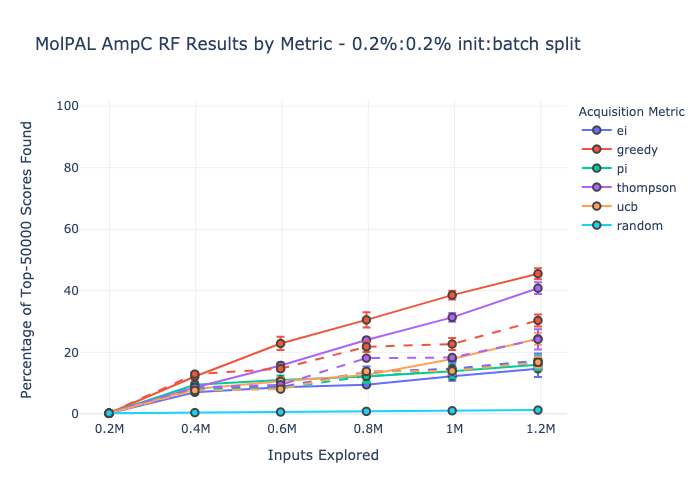 MolPAL AmpC RF Results by Metric - 0.2%:0.2% init:batch split
Percentage of Top-50000 Scores Found
100
80
60
40
20
0
0.2M
0.4M
0.6M
0.8M
1M
1.2M
Inputs Explored
Acquisition Metric
ei
greedy
pi
thompson
ucb
random